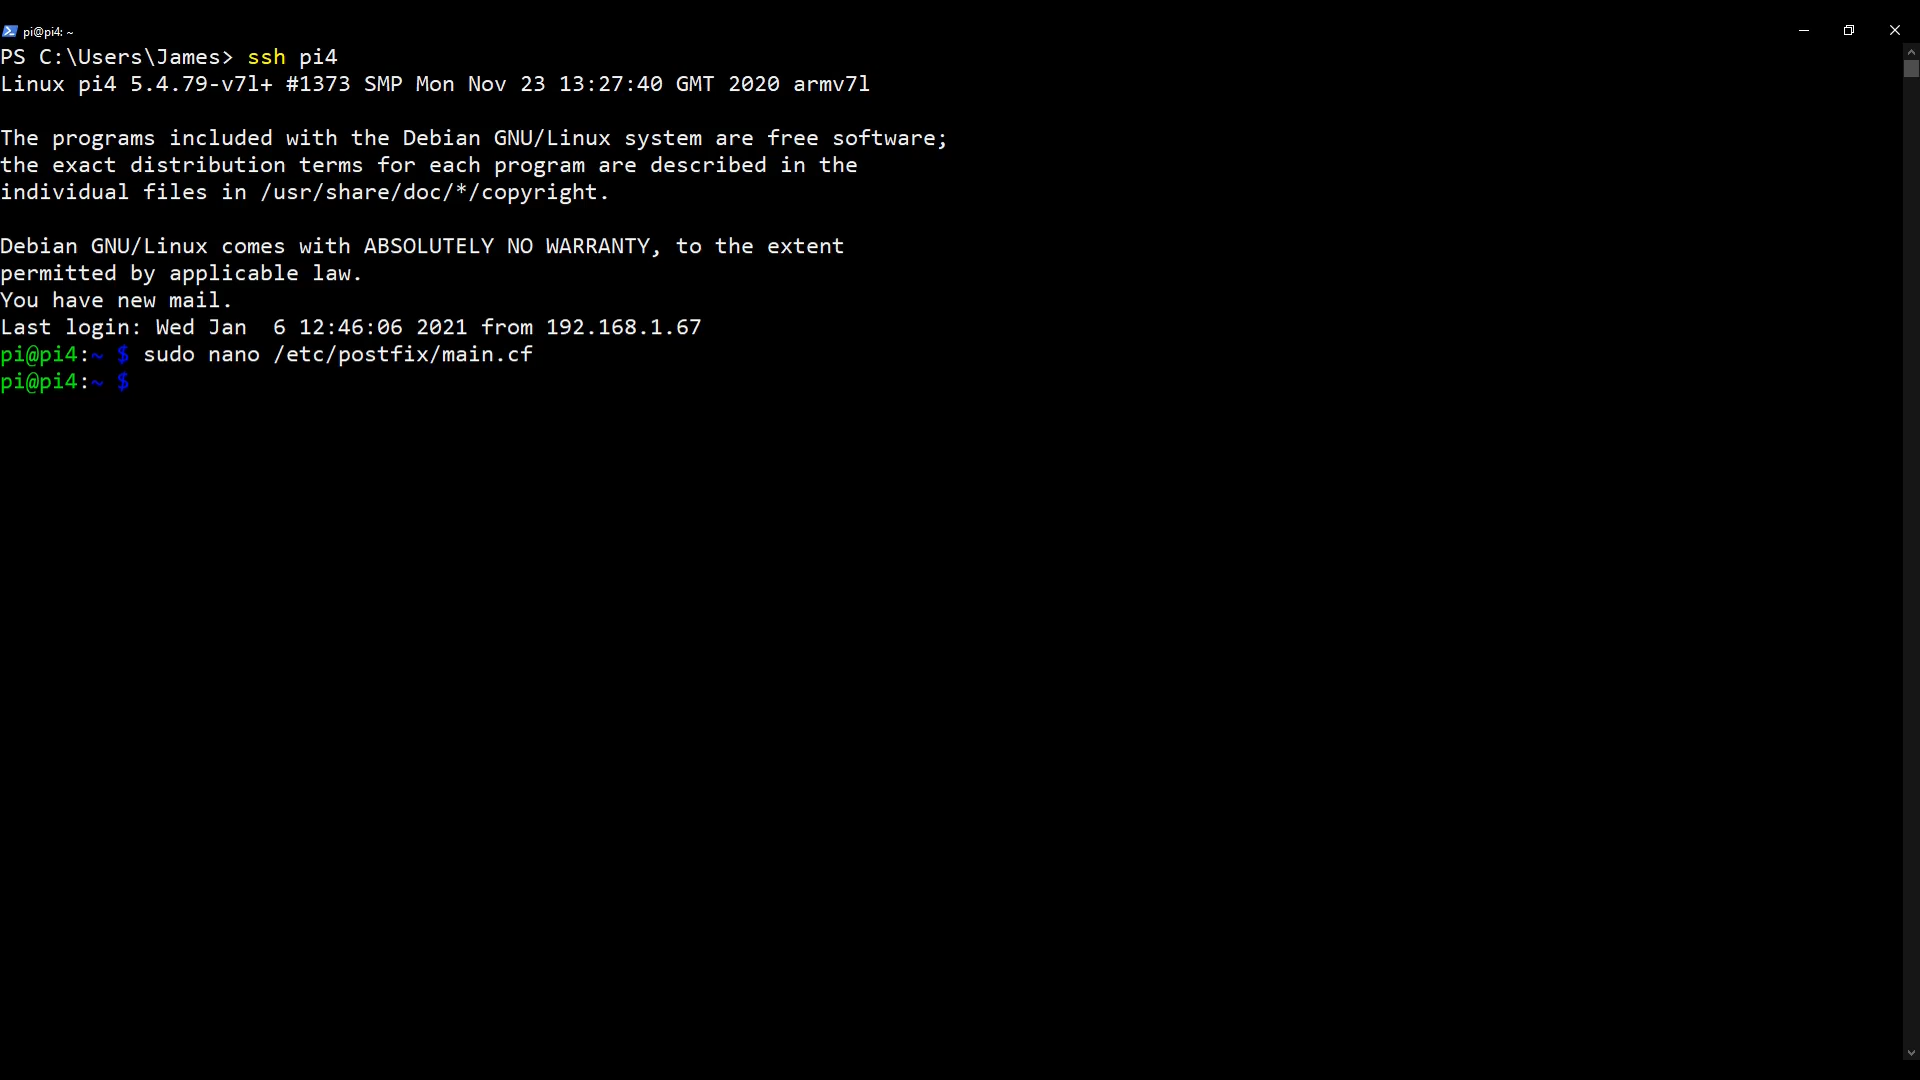 pi@pi4: ~
PS C:\Users\James> ssh pi4
Linux pi4 5.4.79-v7l+ #1373 SMP Mon Nov 23 13:27:40 GMT 2020 armv7l
The programs included with the Debian GNU/Linux system are free software;
the exact distribution terms for each program are described in the
individual files in /usr/share/doc/*/copyright.
Debian GNU/Linux comes with ABSOLUTELY NO WARRANTY, to the extent
permitted by applicable law.
You have new mail.
Last login: Wed Jan  6 12:46:06 2021 from 192.168.1.67
pi@pi4:~ $ sudo nano /etc/postfix/main.cf
pi@pi4:~ $